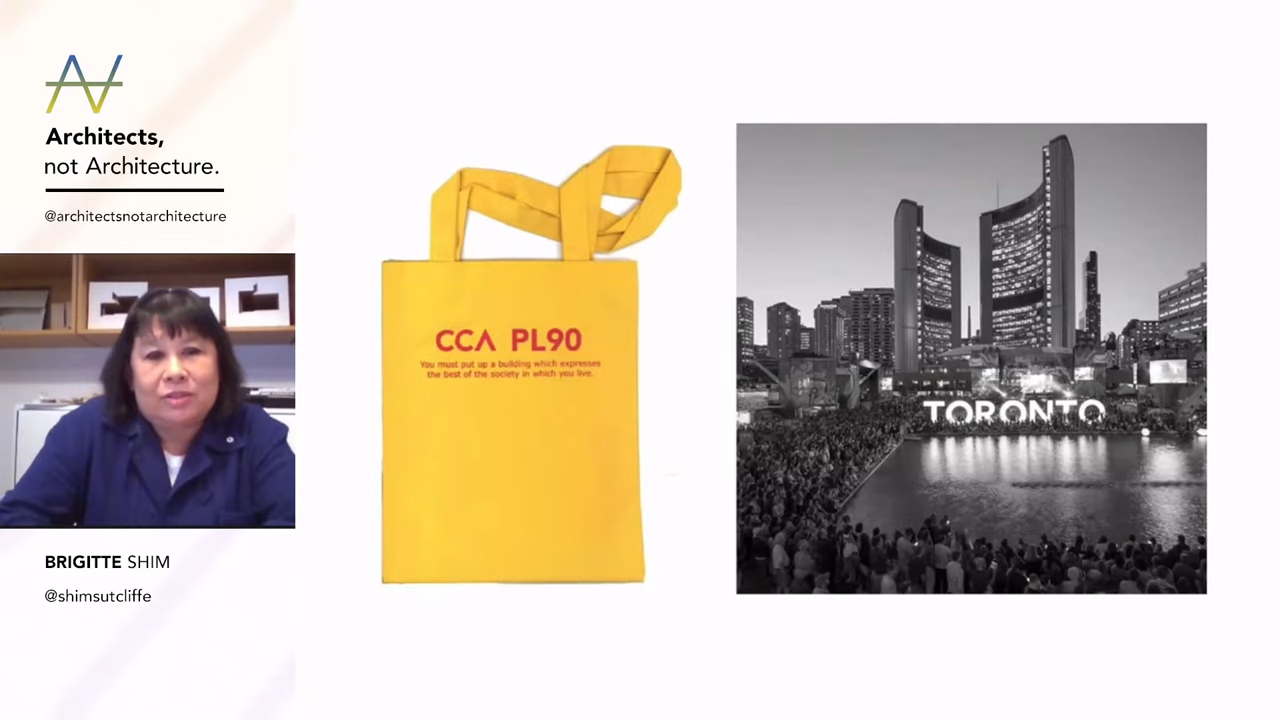 Architects,
not Architecture.
@architectsnotarchitecture
BRIGITTE SHIM
@shimsutcliffe
CCA PL90
You must put up a building which expresses
the best of the society in which you live.
TORONTO